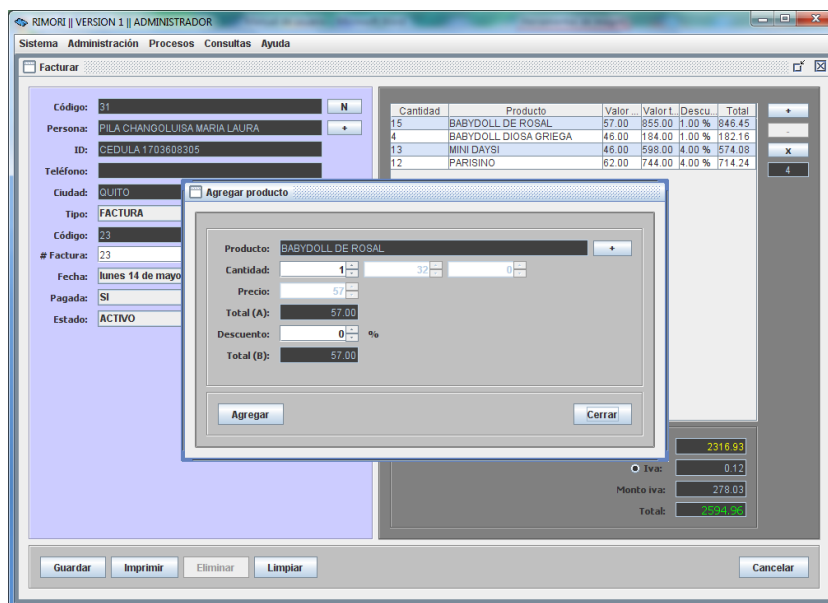 RIMORI || VERSION 1 || ADMINISTRADOR
Sistema Administración Procesos Consultas Ayuda
Facturar
Código: 31 N
Persona: PILA CHANGOLUISA MARIA LAURA +
ID: CEDULA 1703608305
Teléfono:
Ciudad: QUITO
Tipo: FACTURA
Código: 23
# Factura: 23
Fecha: lunes 14 de mayo
Pagada: SI
Estado: ACTIVO
Cantidad Producto Valor ... Valor t... Descu... Total +
15 BABYDOLL DE ROSAL 57.00 855.00 1.00 % 846.45
4 BABYDOLL DIOSA GRIEGA 46.00 184.00 1.00 % 182.16 -
13 MINI DAYSI 46.00 598.00 4.00 % 574.08 x
12 PARISINO 62.00 744.00 4.00 % 714.24 4
Agregar producto
Producto: BABYDOLL DE ROSAL +
Cantidad: 1 32 0
Precio: 57
Total (A): 57.00
Descuento: 0 %
Total (B): 57.00
Agregar Cerrar
2316.93
Iva: 0.12
Monto iva: 278.03
Total: 2594.96
Guardar Imprimir Eliminar Limpiar Cancelar